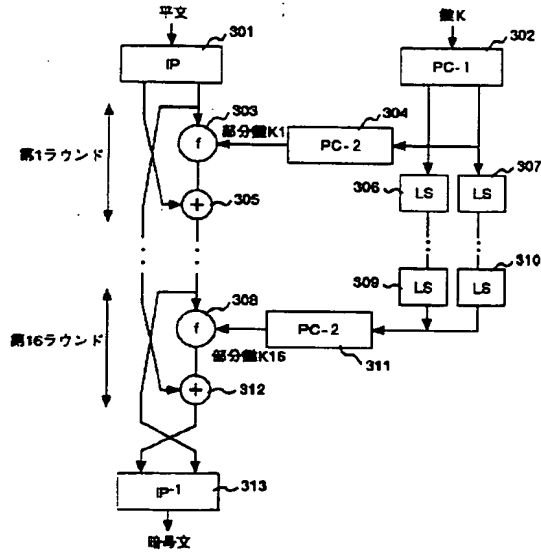 平文
鍵K
301
302
IP
PC-1
303
304
部分鍵K1
f
PC-2
第1ラウンド
306
307
LS
LS
+
305
308
309
310
LS
LS
f
PC-2
第16ラウンド
部分鍵K16
311
+
312
IP-1
313
暗号文